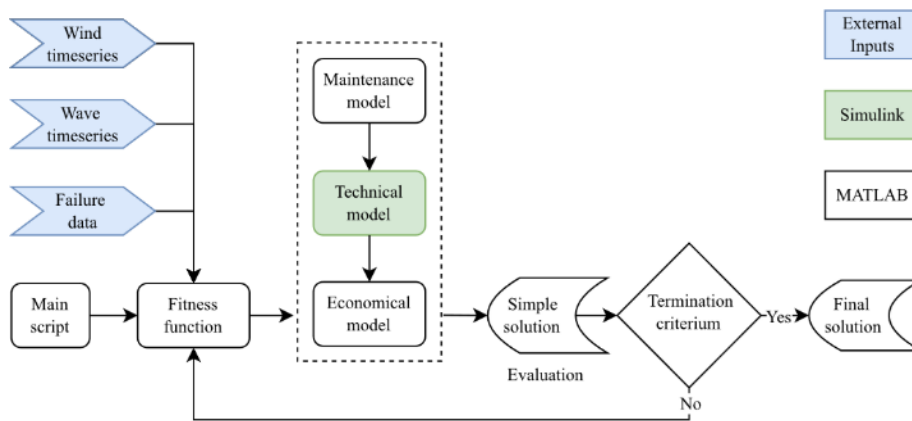 Wind
timeseries
Wave
timeseries
Failure
data
Main
script
Fitness
function
Maintenance
model
Technical
model
Economical
model
Simple
solution
Evaluation
Termination
criterium
Yes
No
Final
solution
External
Inputs
Simulink
MATLAB